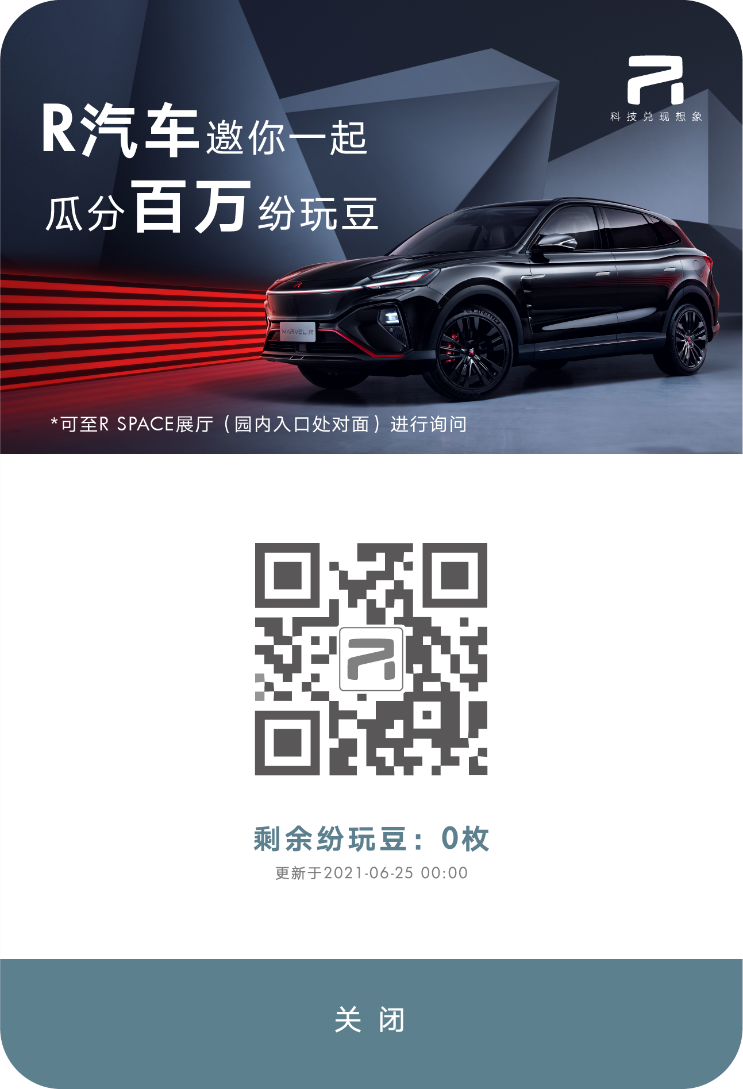 科技兑现想象
R汽车邀你一起
瓜分百万纷玩豆
MARVEL R
*可至R SPACE展厅（园内入口处对面）进行询问
剩余纷玩豆：0枚
更新于2021-06-25 00:00
关闭